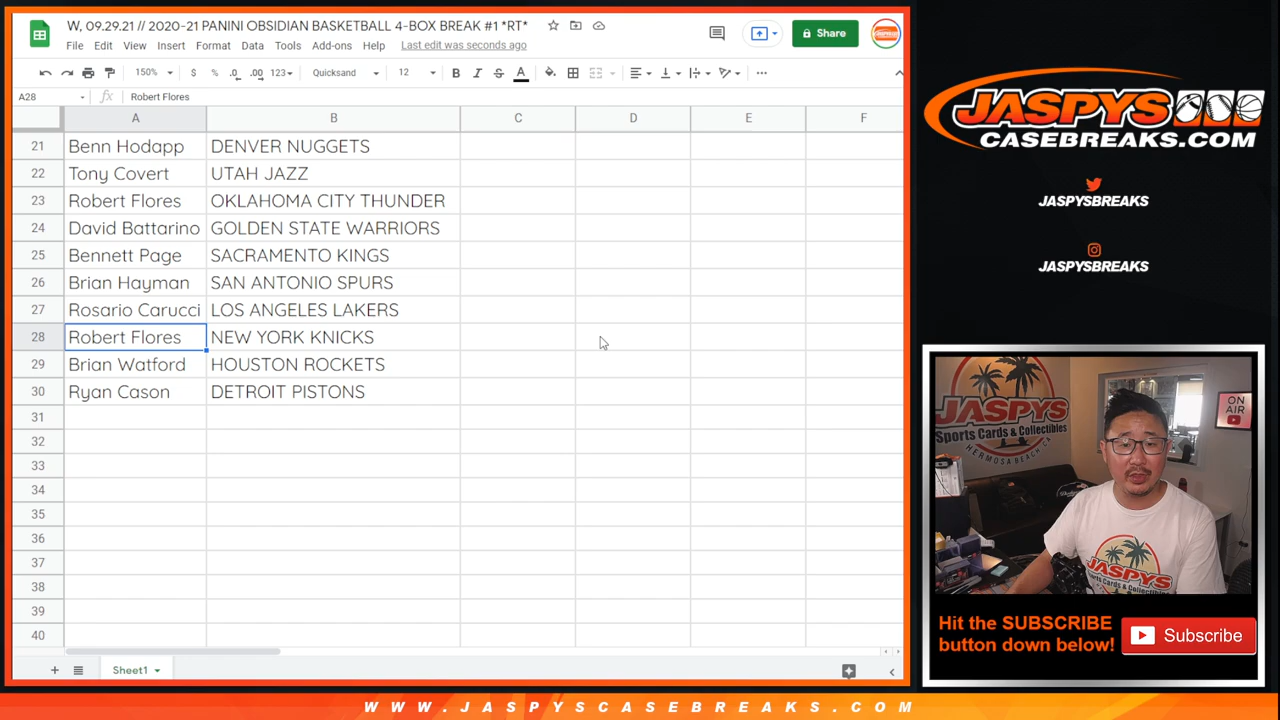 W, 09.29.21 // 2020-21 PANINI OBSIDIAN BASKETBALL 4-BOX BREAK #1 *RT*
File Edit View Insert Format Data Tools Add-ons Help Last edit was seconds ago
Share
150% $ % .0 .00 123 Quicksand 12 B I S A
A28 fx Robert Flores
A B C D E F
21 Benn Hodapp DENVER NUGGETS
22 Tony Covert UTAH JAZZ
23 Robert Flores OKLAHOMA CITY THUNDER
24 David Battarino GOLDEN STATE WARRIORS
25 Bennett Page SACRAMENTO KINGS
26 Brian Hayman SAN ANTONIO SPURS
27 Rosario Carucci LOS ANGELES LAKERS
28 Robert Flores NEW YORK KNICKS
29 Brian Watford HOUSTON ROCKETS
30 Ryan Cason DETROIT PISTONS
31
32
33
34
35
36
37
38
39
40
Sheet1
JASPYS
CASEBREAKS.COM
JASPYSBREAKS
JASPYSBREAKS
JASPYS
Sports Cards & Collectibles
HERMOSA BEACH CA
ON AIR
JASPYS
Hit the SUBSCRIBE
button down below!
Subscribe
WWW.JASPYSCASEBREAKS.COM